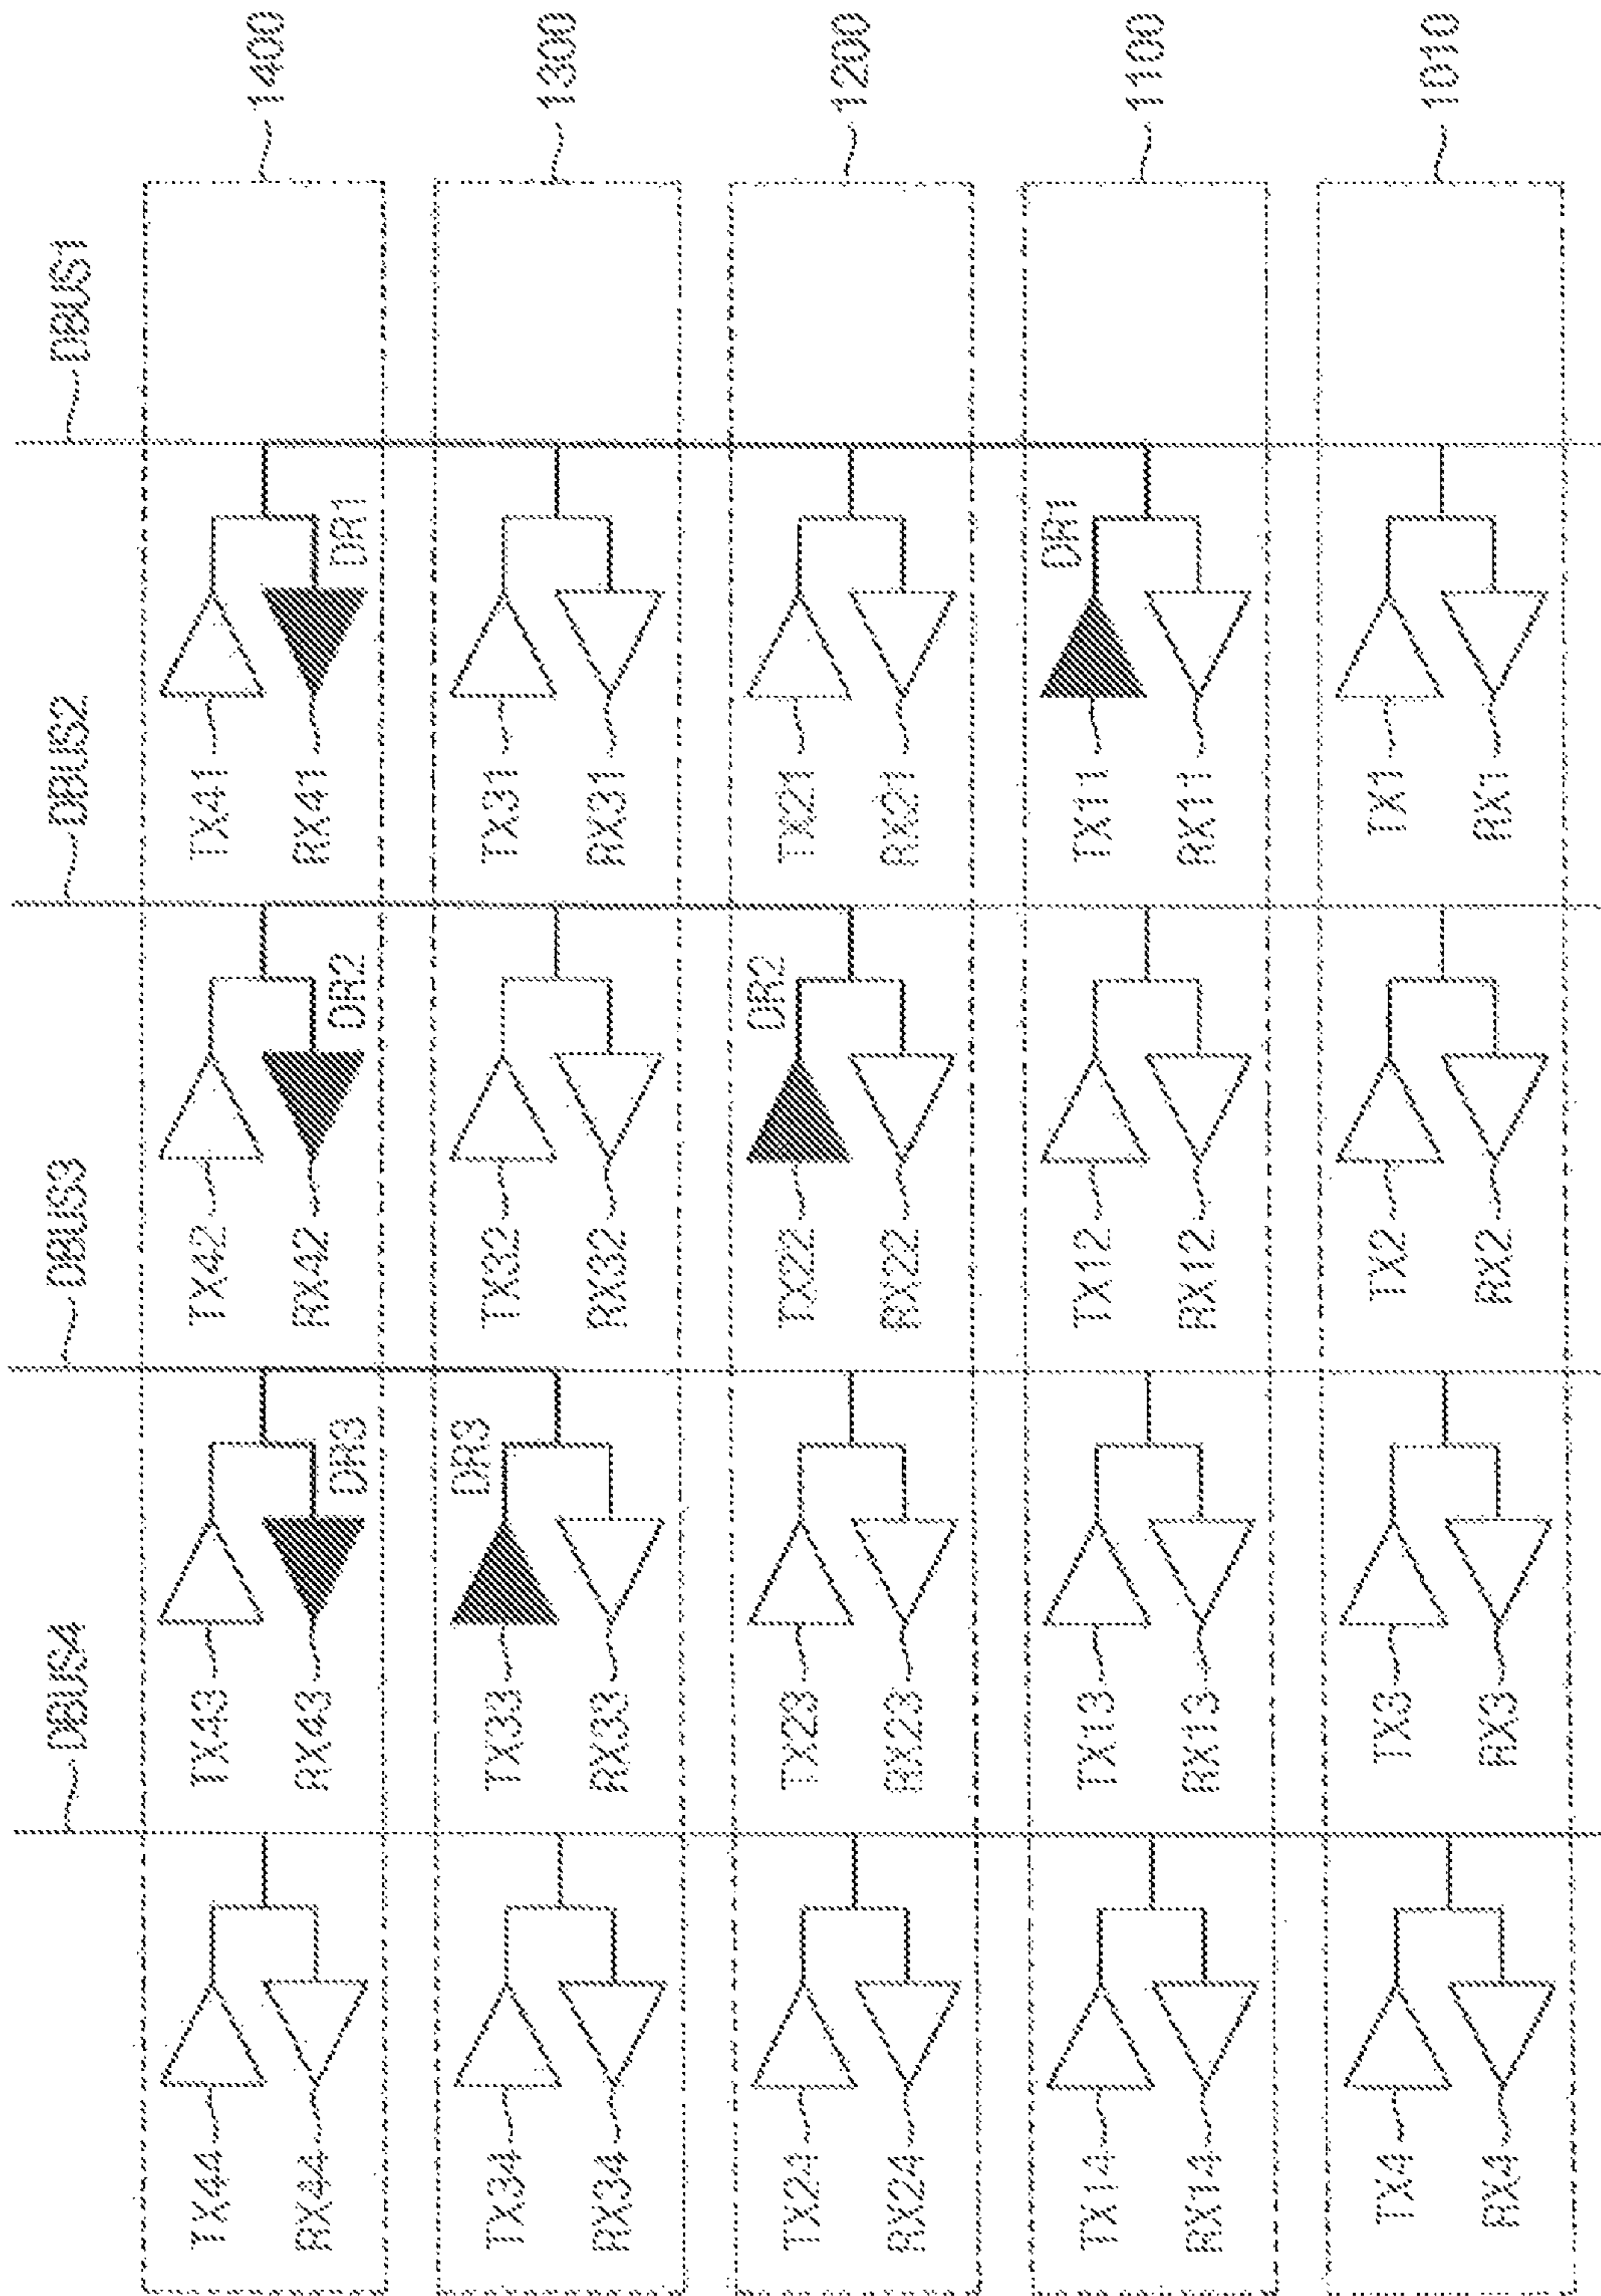 1400
1300
1200
1100
1010
DBUS1
DBUS2
DBUS3
DBUS4
TX41
RX41
DR1
TX31
RX31
TX21
RX21
DR1
TX11
RX11
TX1
RX1
TX42
RX42
DR2
TX32
RX32
DR2
TX22
RX22
TX12
RX12
TX2
RX2
TX43
RX43
DR3
DR3
TX33
RX33
TX23
RX23
TX13
RX13
TX3
RX3
TX44
RX44
TX34
RX34
TX24
RX24
TX14
RX14
TX4
RX4